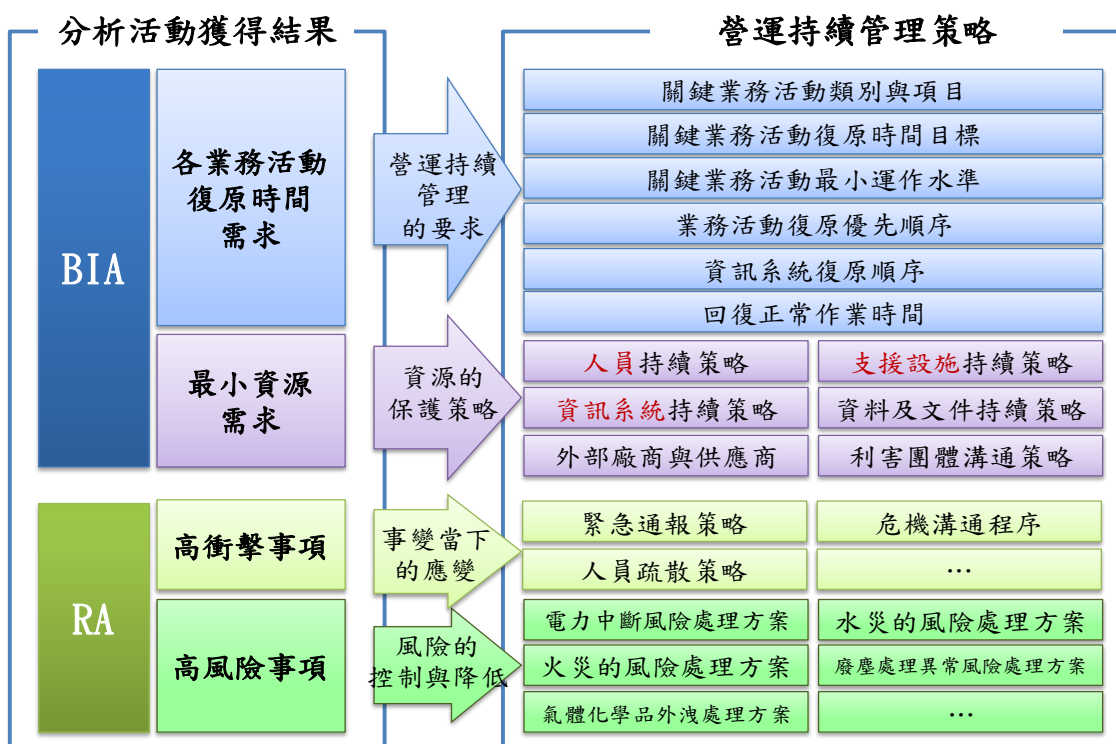 分析活動獲得結果
營運持續管理策略
BIA
各業務活動
復原時間
需求
營運持續
管理
的要求
關鍵業務活動類別與項目
關鍵業務活動復原時間目標
關鍵業務活動最小運作水準
業務活動復原優先順序
資訊系統復原順序
回復正常作業時間
最小資源
需求
資源的
保護策略
人員持續策略
支援設施持續策略
資訊系統持續策略
資料及文件持續策略
外部廠商與供應商
利害團體溝通策略
RA
高衝擊事項
事變當下
的應變
緊急通報策略
危機溝通程序
人員疏散策略
…
高風險事項
風險的
控制與降低
電力中斷風險處理方案
水災的風險處理方案
火災的風險處理方案
廢塵處理異常風險處理方案
氣體化學品外洩處理方案
…